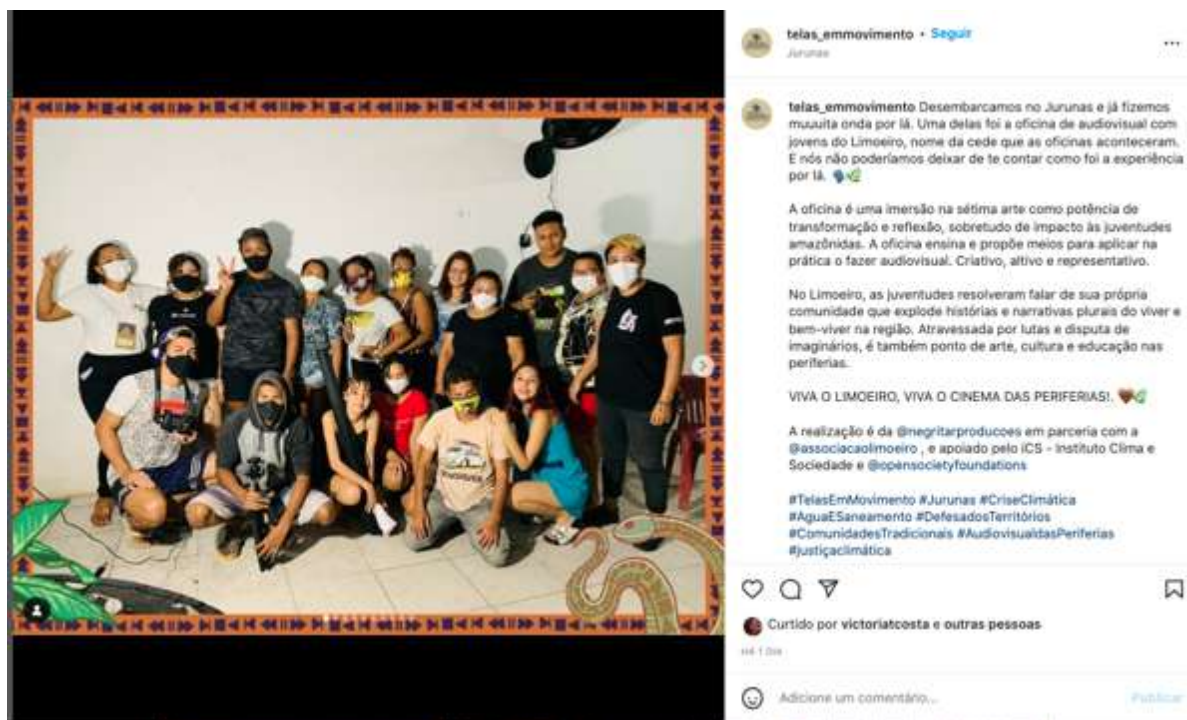 telas_emmovimento • Seguir
Jurunas
telas_emmovimento Desembarcamos no Jurunas e já fizemos
muuuita onda por lá. Uma delas foi a oficina de audiovisual com
jovens do Limoeiro, nome da cede que as oficinas aconteceram.
E nós não poderíamos deixar de te contar como foi a experiência
por lá. 🗣️🌿
A oficina é uma imersão na sétima arte como potência de
transformação e reflexão, sobretudo de impacto às juventudes
amazônidas. A oficina ensina e propõe meios para aplicar na
prática o fazer audiovisual. Criativo, altivo e representativo.
No Limoeiro, as juventudes resolveram falar de sua própria
comunidade que explode histórias e narrativas plurais do viver e
bem-viver na região. Atravessada por lutas e disputa de
imaginários, é também ponto de arte, cultura e educação nas
periferias.
VIVA O LIMOEIRO, VIVA O CINEMA DAS PERIFERIAS!. 🤎🌿
A realização é da @negritarproducoes em parceria com a
@associacaolimoeiro , e apoiado pelo iCS - Instituto Clima e
Sociedade e @opensocietyfoundations
#TelasEmMovimento #Jurunas #CriseClimática
#AguaESaneamento #DefesadosTerritórios
#ComunidadesTradicionais #AudiovisualdasPeriferias
#justiçaclimática
Curtido por victoriatcosta e outras pessoas
HÁ 1 DIA
Adicione um comentário... Publicar